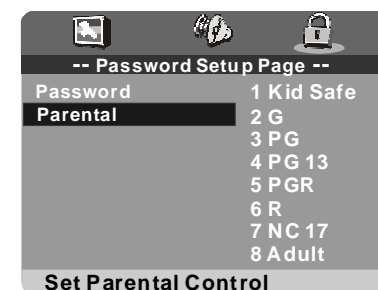 -- Password Setup Page --
Password 1 Kid Safe
Parental 2 G
3 PG
4 PG 13
5 PGR
6 R
7 NC 17
8 Adult
Set Parental Control